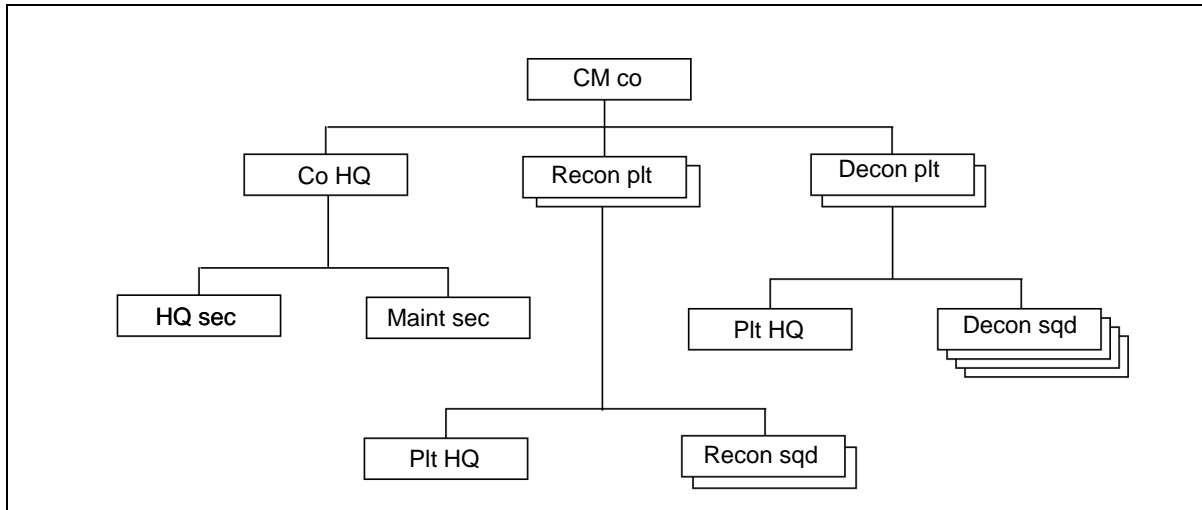 CM co
Co HQ
Recon plt
Decon plt
HQ sec
Maint sec
Plt HQ
Decon sqd
Plt HQ
Recon sqd